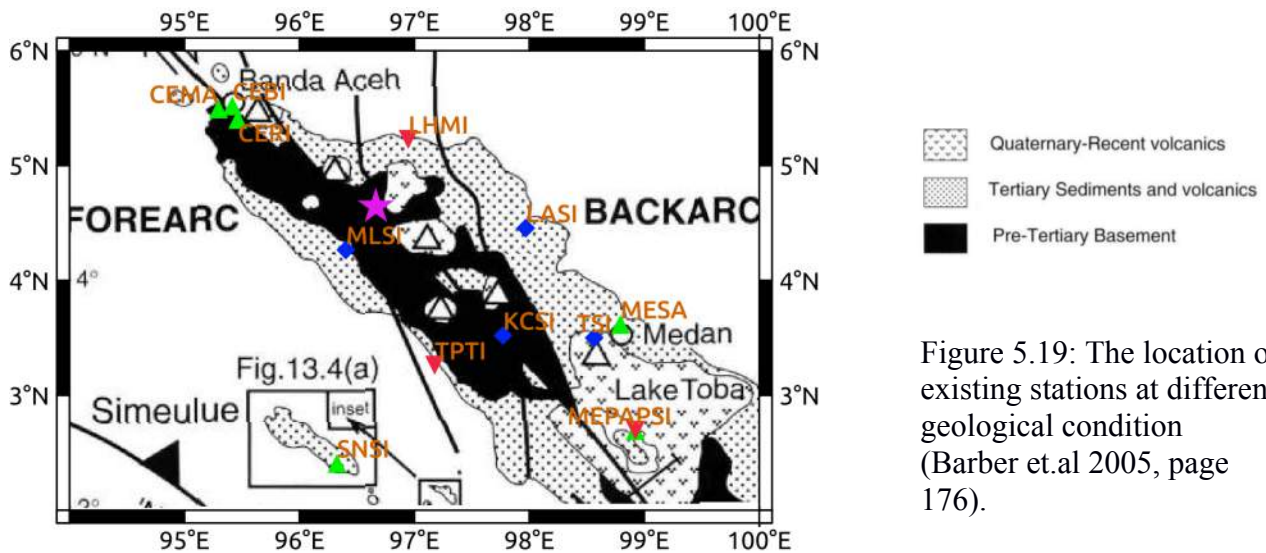 95°E 96°E 97°E 98°E 99°E 100°E
6°N 6°N
Banda Aceh
CEMA CEBI
CERI
LHMI
5°N 5°N
FOREARC
BACKARC
LASI
MLSI
4°N 4° 4°N
KCSI
TSI
MESA
Medan
TPTI
Fig.13.4(a)
3°N 3°N
Lake Toba
Simeulue
inset
MEPAPSI
SNSI
2°N 2°N
95°E 96°E 97°E 98°E 99°E 100°E
Quaternary-Recent volcanics
Tertiary Sediments and volcanics
Pre-Tertiary Basement
Figure 5.19: The location o
existing stations at differen
geological condition
(Barber et.al 2005, page
176).